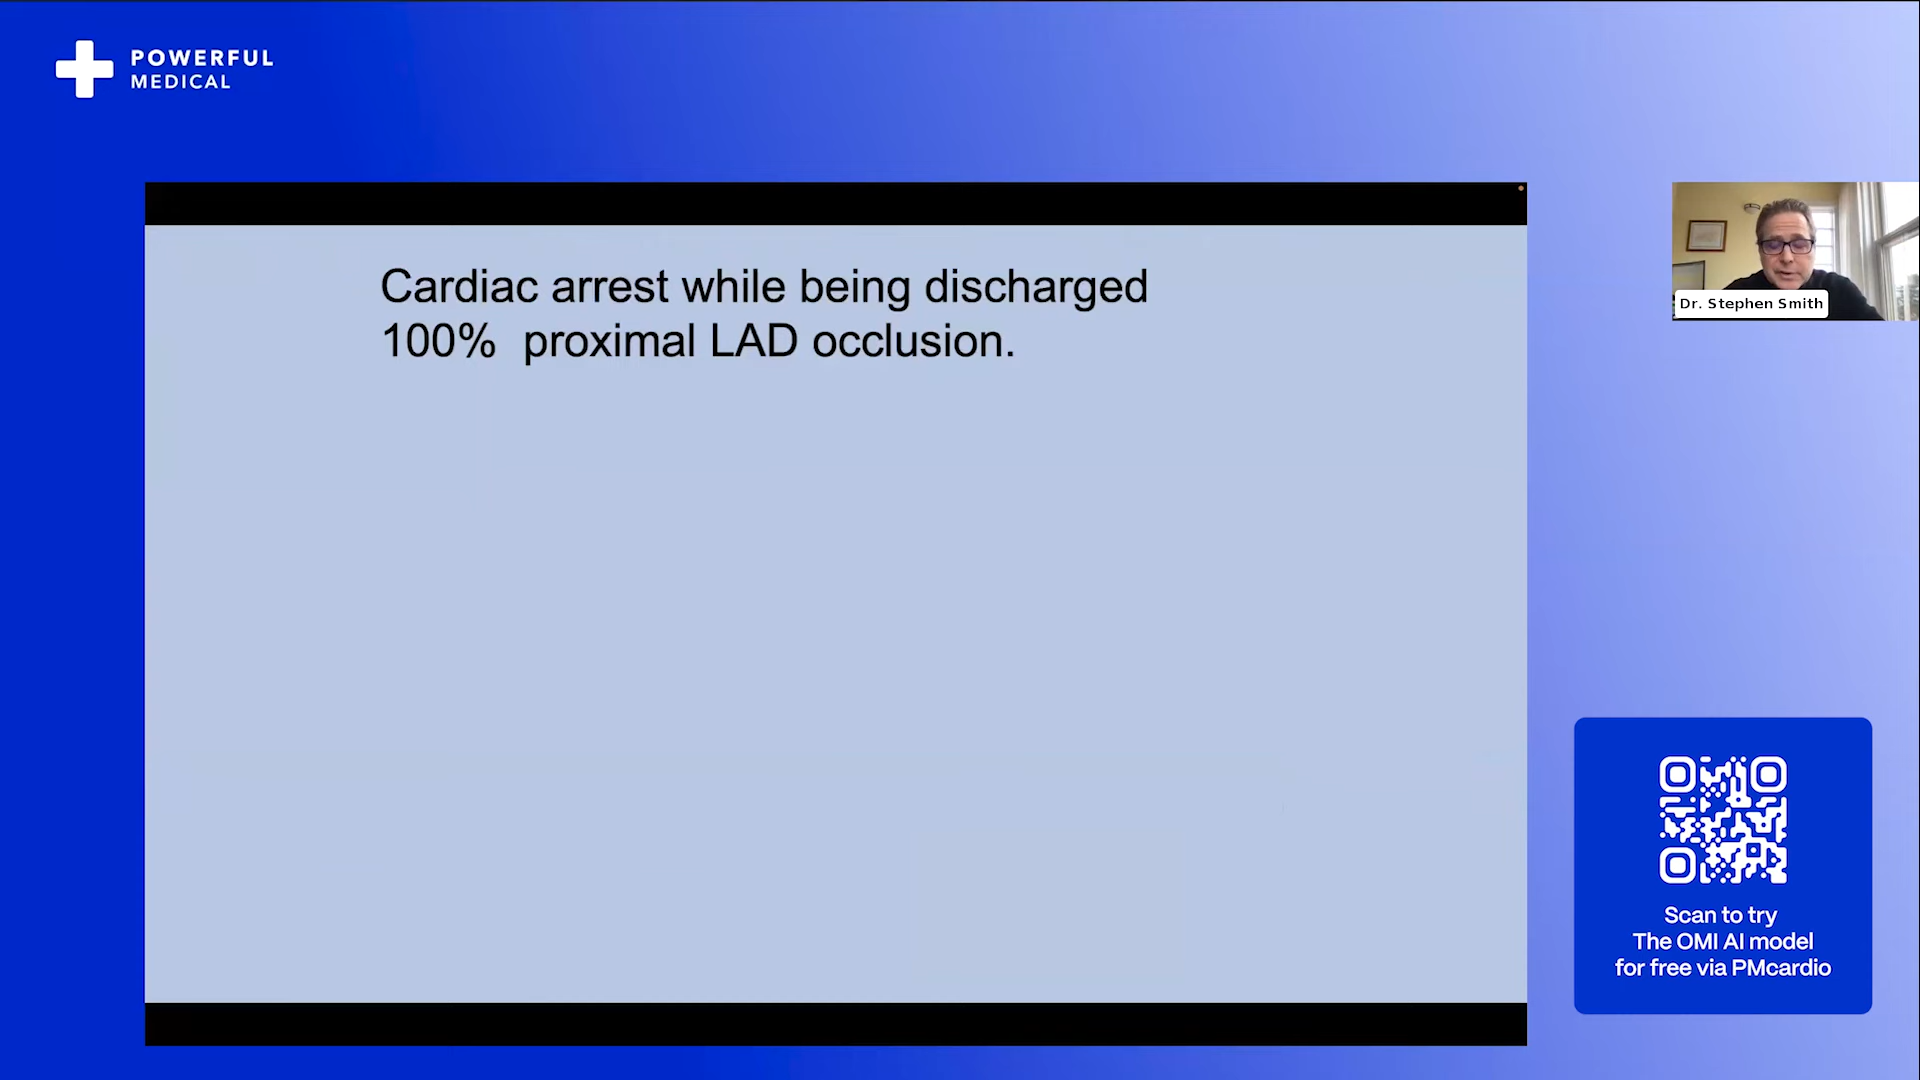 POWERFUL
MEDICAL
Cardiac arrest while being discharged
100% proximal LAD occlusion.
Dr. Stephen Smith
Scan to try
The OMI AI model
for free via PMcardio